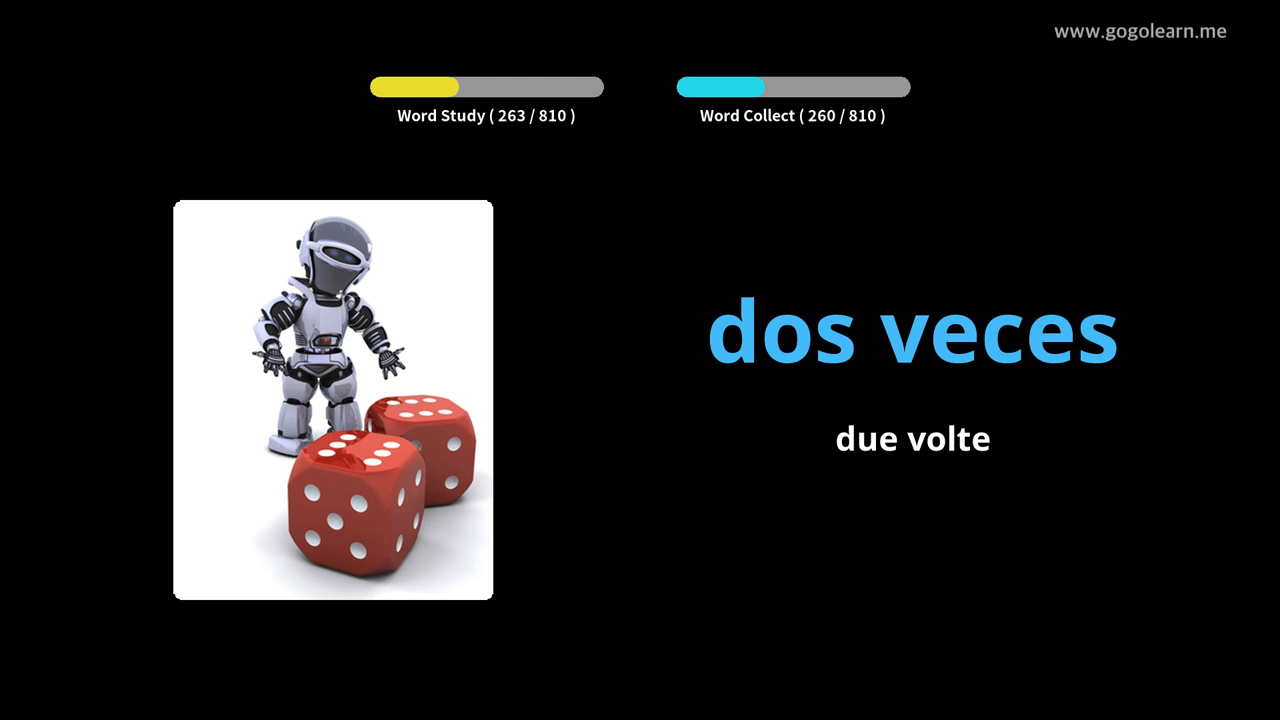 www.gogolearn.me
Word Study ( 263 / 810 )
Word Collect ( 260 / 810 )
dos veces
due volte